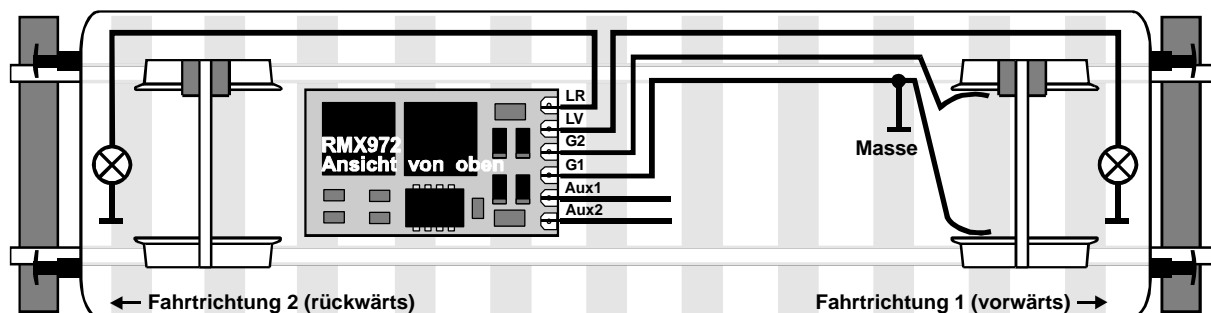 LR
LV
RMX972
Ansicht von oben
G2
G1
Masse
Aux1
Aux2
← Fahrtrichtung 2 (rückwärts)
Fahrtrichtung 1 (vorwärts) →